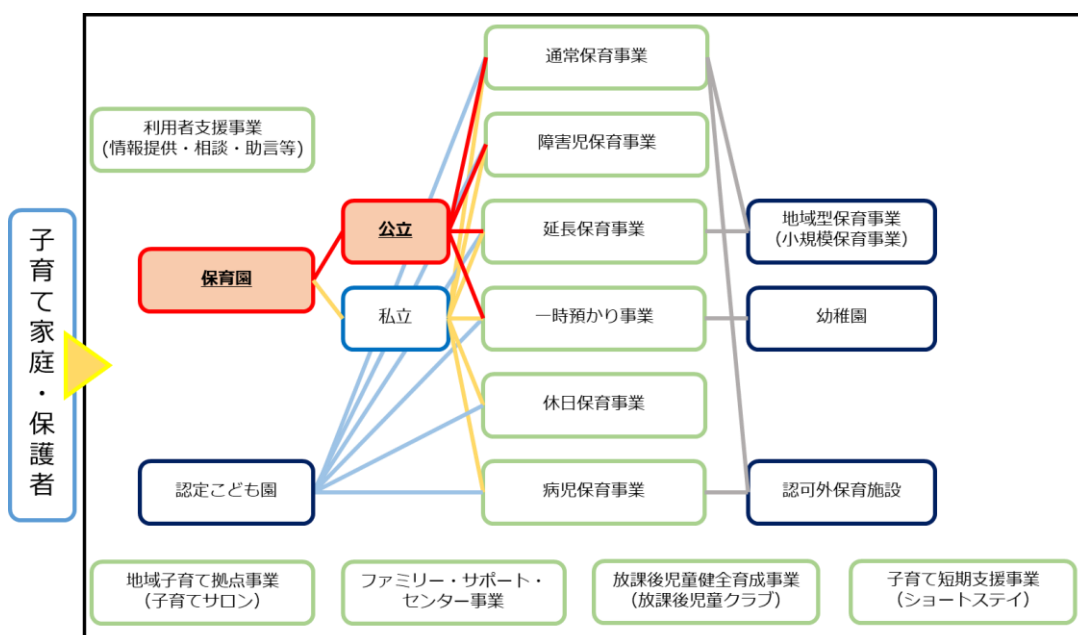 子育て家庭・保護者
利用者支援事業
(情報提供・相談・助言等)
保育園
公立
私立
認定こども園
通常保育事業
障害児保育事業
延長保育事業
一時預かり事業
休日保育事業
病児保育事業
地域型保育事業
(小規模保育事業)
幼稚園
認可外保育施設
地域子育て拠点事業
(子育てサロン)
ファミリー・サポート・
センター事業
放課後児童健全育成事業
(放課後児童クラブ)
子育て短期支援事業
(ショートステイ)